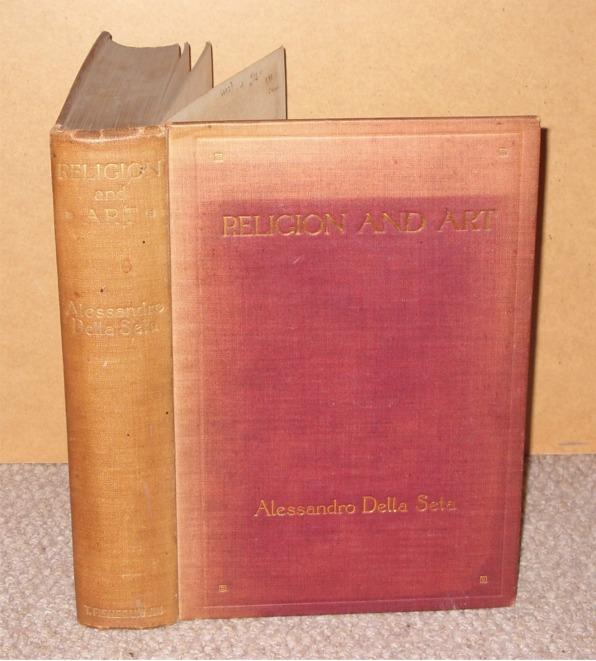 RELIGION
and
ART
Alessandro
Della Seta
RELIGION AND ART
Alessandro Della Seta